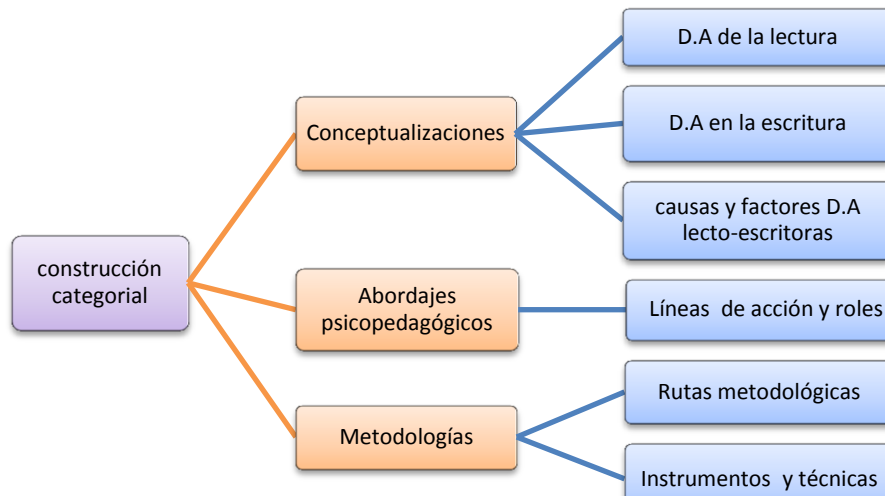 construcción
categorial
Conceptualizaciones
D.A de la lectura
D.A en la escritura
causas y factores D.A
lecto-escritoras
Abordajes
psicopedagógicos
Líneas de acción y roles
Metodologías
Rutas metodológicas
Instrumentos y técnicas